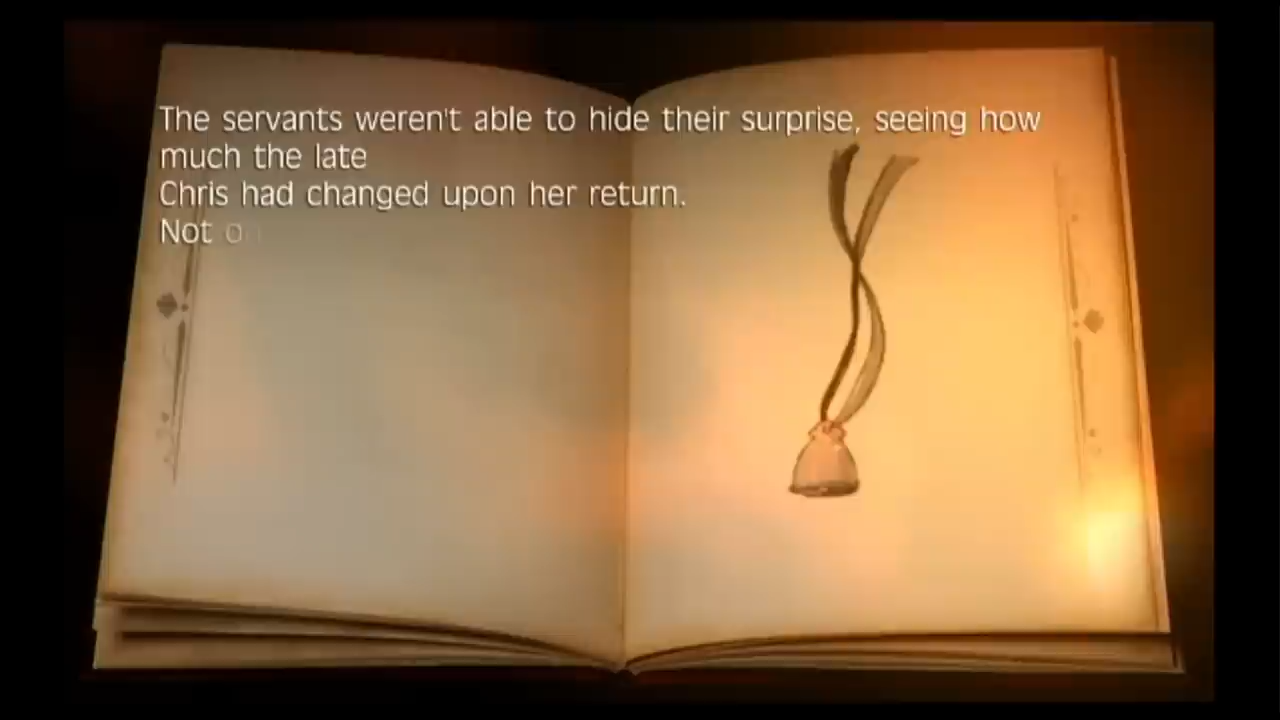 The servants weren't able to hide their surprise, seeing how
much the late
Chris had changed upon her return.
Not on